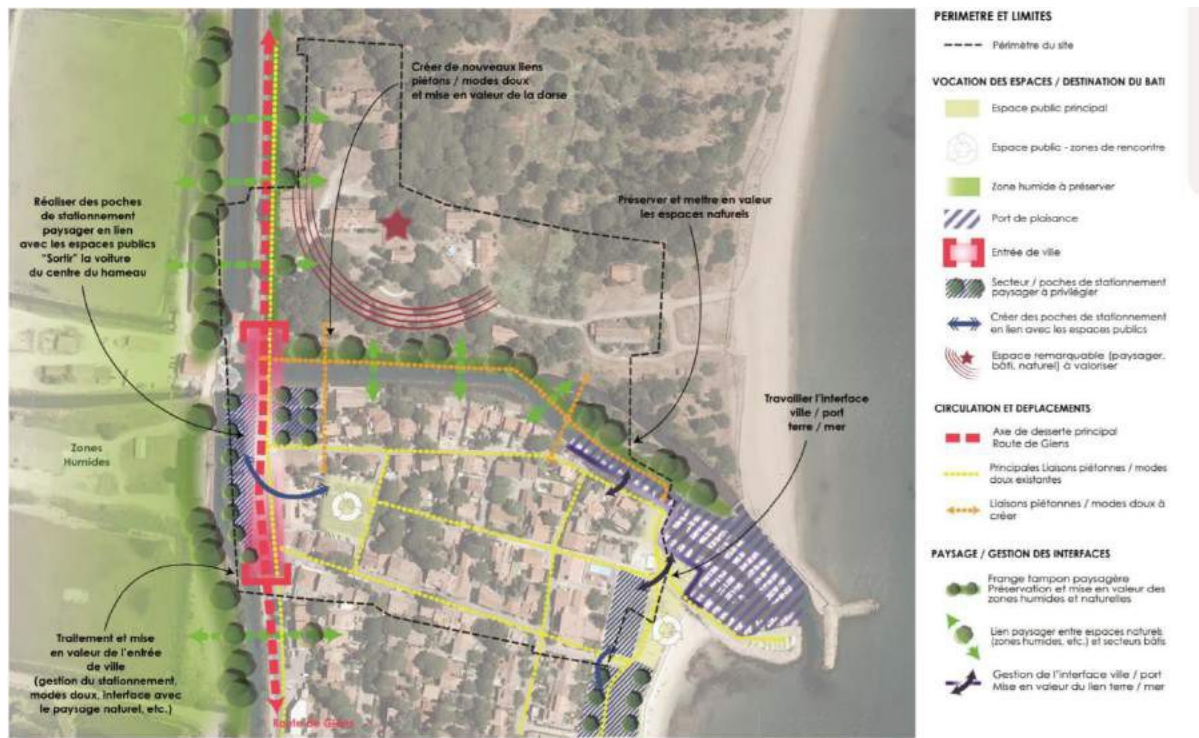 Créer de nouveaux liens
piétons / modes doux
et mise en valeur de la darse
Réaliser des poches
de stationnement
paysager en lien
avec les espaces publics
"Sortir" la voiture
du centre du hameau
Préserver et mettre en valeur
les espaces naturels
Travailler l'interface
ville / port
terre / mer
Zones
Humides
Traitement et mise
en valeur de l'entrée
de ville
(gestion du stationnement,
modes doux, interface avec
le paysage naturel, etc.)
Route de Giens
PERIMETRE ET LIMITES
Périmètre du site
VOCATION DES ESPACES / DESTINATION DU BATI
Espace public principal
Espace public - zones de rencontre
Zone humide à préserver
Port de plaisance
Entrée de ville
Secteur / poches de stationnement
paysager à privilégier
Créer des poches de stationnement
en lien avec les espaces publics
Espace remarquable (paysager,
bâti, naturel) à valoriser
CIRCULATION ET DEPLACEMENTS
Axe de desserte principal
Route de Giens
Principales Liaisons piétonnes / modes
doux existantes
Liaisons piétonnes / modes doux à
créer
PAYSAGE / GESTION DES INTERFACES
Frange tampon paysagère
Préservation et mise en valeur des
zones humides et naturelles
Lien paysager entre espaces naturels
(zones humides, etc.) et secteurs bâtis
Gestion de l'interface ville / port
Mise en valeur du lien terre / mer